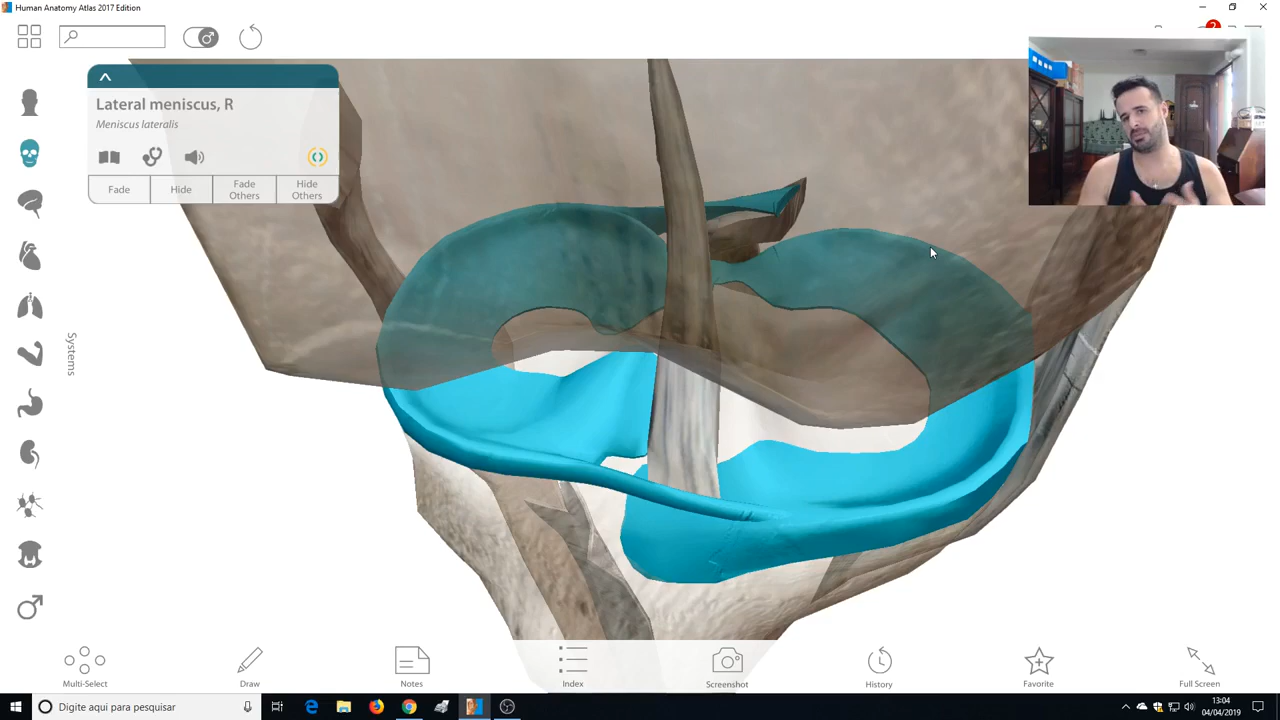 Human Anatomy Atlas 2017 Edition
2
Lateral meniscus, R
Meniscus lateralis
Fade
Hide
Fade Others
Hide Others
Systems
Multi-Select
Draw
Notes
Index
Screenshot
History
Favorite
Full Screen
Digite aqui para pesquisar
13:04
04/04/2019